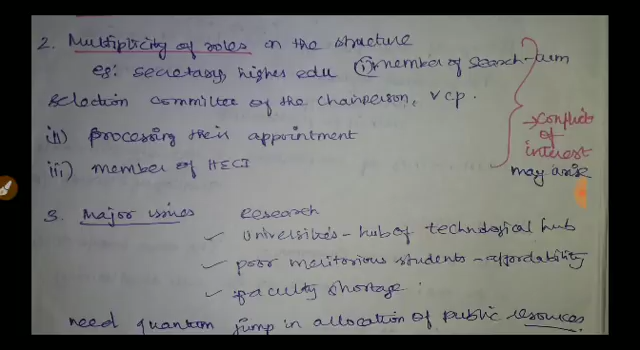 2. Multiplicity of roles on the structure
eg: secretary, higher edu (i) member of search-cum
selection committee of the chairperson, vcp.
ii) processing their appointment
iii) member of HECI
→ conflicts
of
interest
may arise
3. Major issues
research
✓ Universities - hub of technological hub
✓ poor meritorious students - affordability
✓ faculty shortage.
need quantum jump in allocation of public resources.